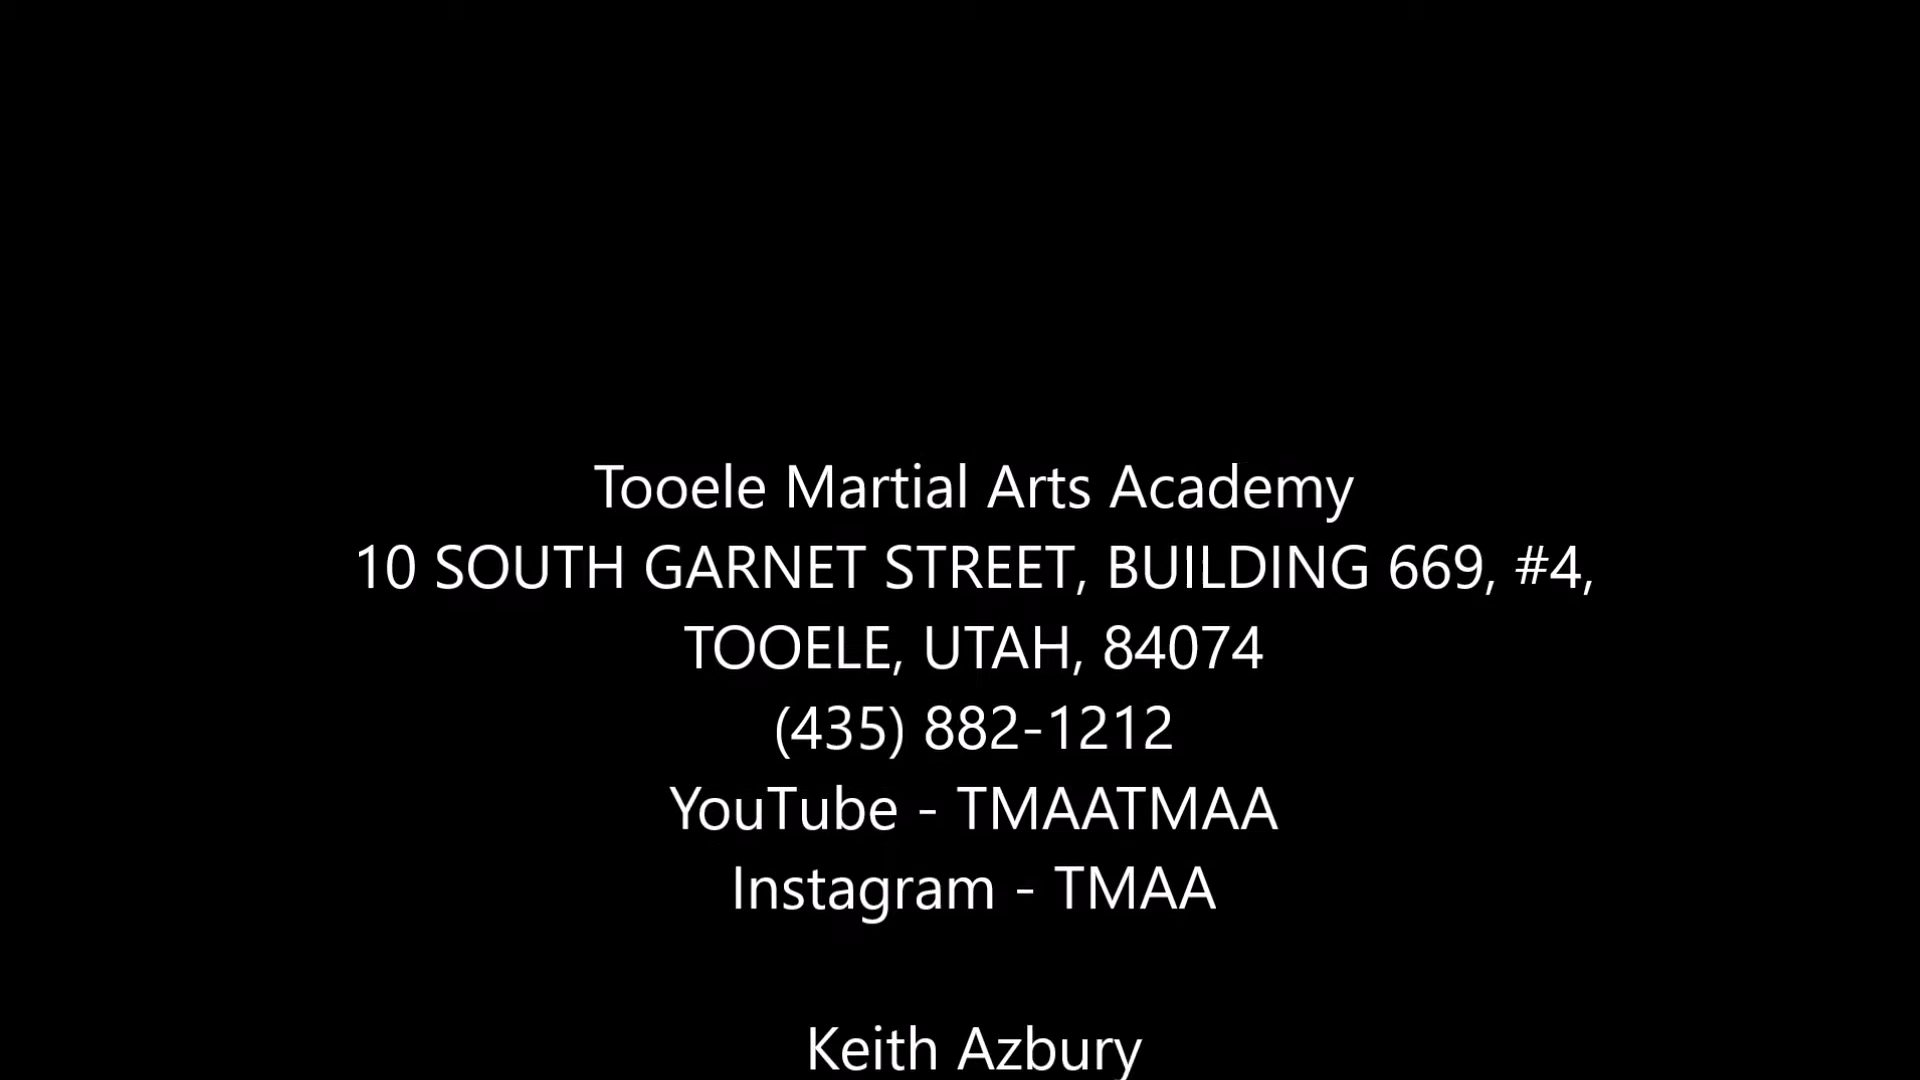 Tooele Martial Arts Academy
10 SOUTH GARNET STREET, BUILDING 669, #4,
TOOELE, UTAH, 84074
(435) 882-1212
YouTube - TMAATMAA
Instagram - TMAA
Keith Azbury